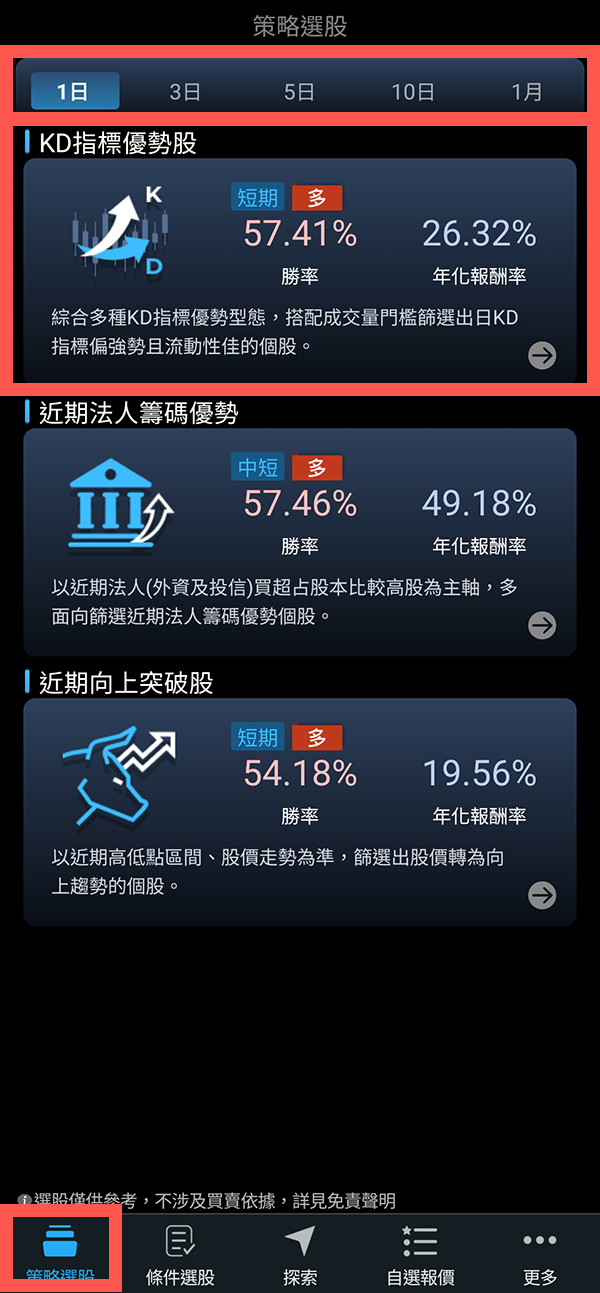 策略選股
1日 3日 5日 10日 1月
KD指標優勢股
K
D
短期 多
57.41% 26.32%
勝率 年化報酬率
綜合多種KD指標優勢型態，搭配成交量門檻篩選出日KD
指標偏強勢且流動性佳的個股。
近期法人籌碼優勢
中短 多
57.46% 49.18%
勝率 年化報酬率
以近期法人(外資及投信)買超占股本比較高股為主軸，多
面向篩選近期法人籌碼優勢個股。
近期向上突破股
短期 多
54.18% 19.56%
勝率 年化報酬率
以近期高低點區間、股價走勢為準，篩選出股價轉為向
上趨勢的個股。
選股僅供參考，不涉及買賣依據，詳見免責聲明
策略選股 條件選股 探索 自選報價 更多